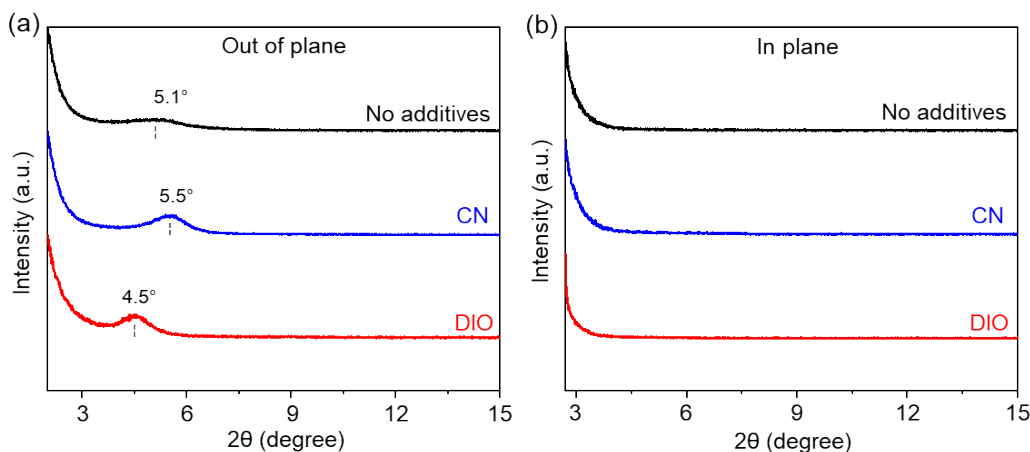 (a)
Out of plane
5.1°
No additives
5.5°
CN
4.5°
DIO
Intensity (a.u.)
3 6 9 12 15
2θ (degree)
(b)
In plane
No additives
CN
DIO
Intensity (a.u.)
3 6 9 12 15
2θ (degree)